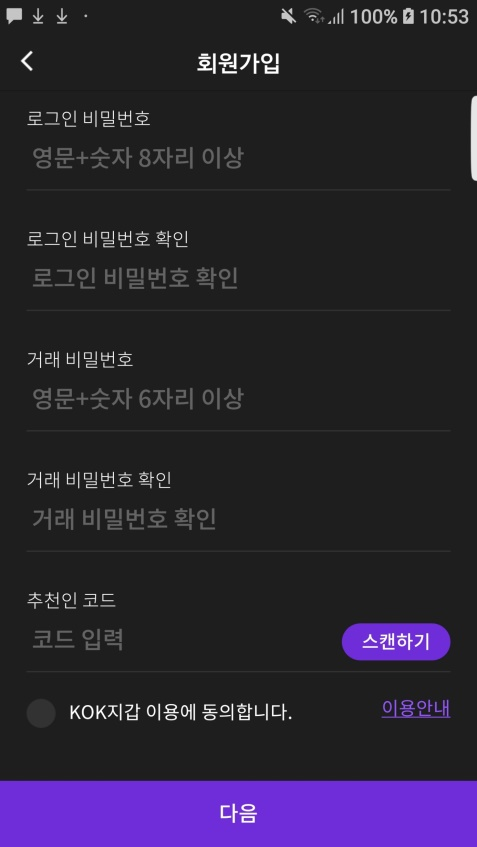 100% 10:53
회원가입
로그인 비밀번호
영문+숫자 8자리 이상
로그인 비밀번호 확인
로그인 비밀번호 확인
거래 비밀번호
영문+숫자 6자리 이상
거래 비밀번호 확인
거래 비밀번호 확인
추천인 코드
코드 입력
스캔하기
KOK지갑 이용에 동의합니다.
이용안내
다음